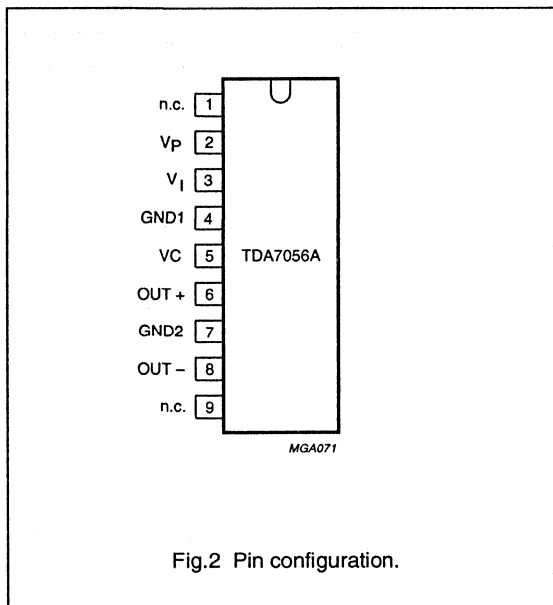 n.c. 1
VP 2
VI 3
GND1 4
VC 5 TDA7056A
OUT + 6
GND2 7
OUT – 8
n.c. 9
MGA071
Fig.2 Pin configuration.